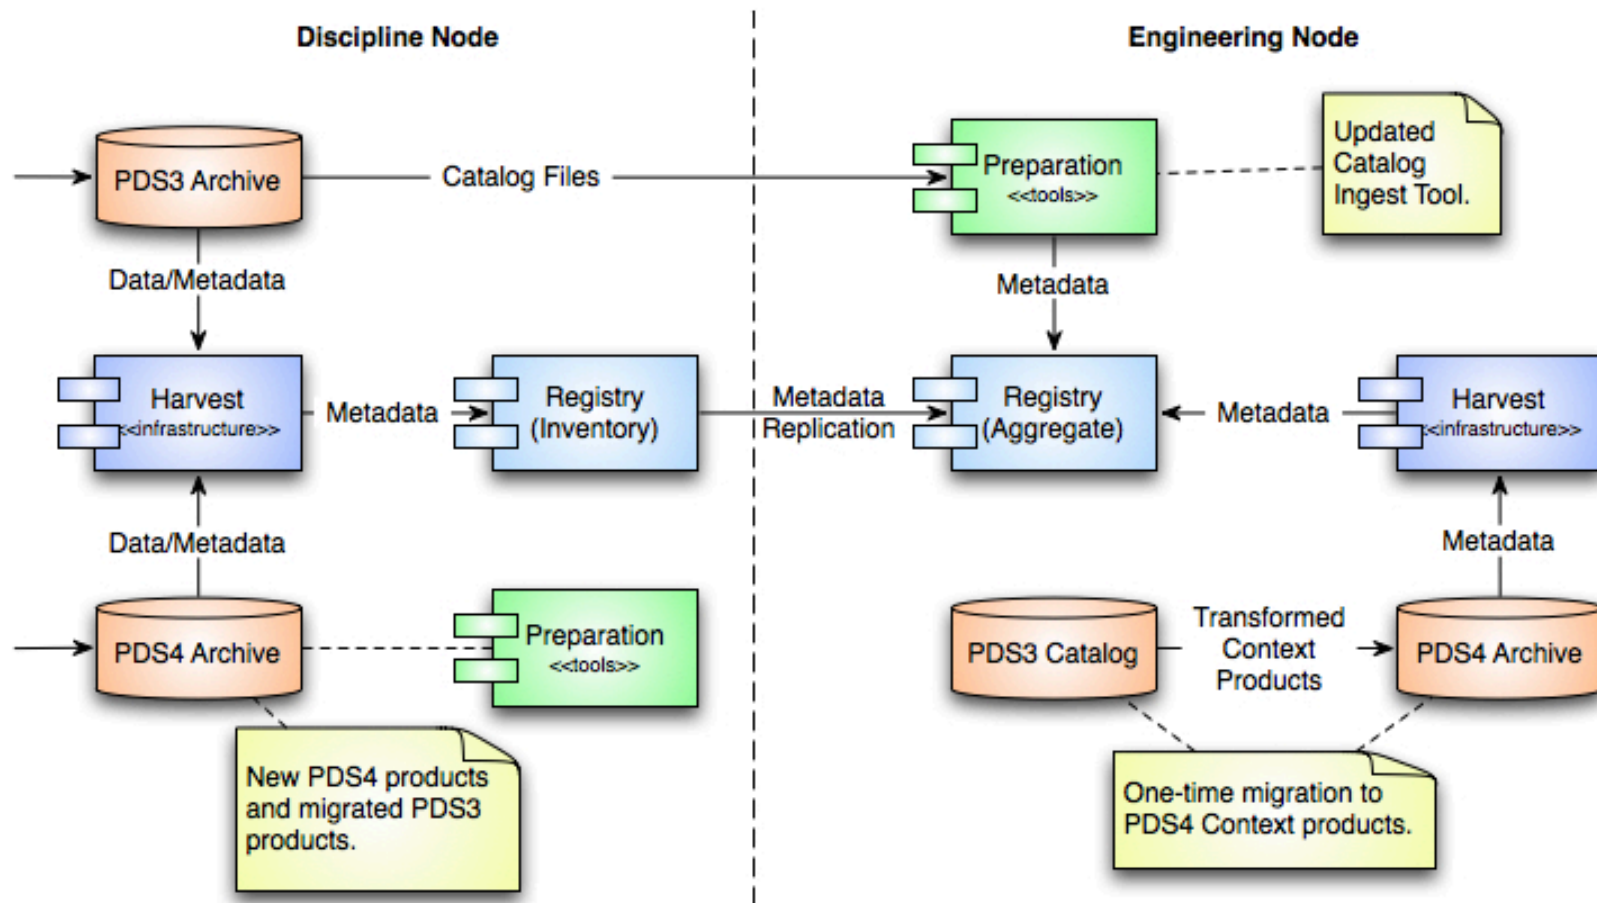 Discipline Node
Engineering Node
PDS3 Archive
Catalog Files
Preparation
<<tools>>
Updated
Catalog
Ingest Tool.
Data/Metadata
Metadata
Harvest
<<infrastructure>>
Metadata
Registry
(Inventory)
Metadata
Replication
Registry
(Aggregate)
Metadata
Harvest
<<infrastructure>>
Data/Metadata
Metadata
PDS4 Archive
Preparation
<<tools>>
PDS3 Catalog
Transformed
Context
Products
PDS4 Archive
New PDS4 products
and migrated PDS3
products.
One-time migration to
PDS4 Context products.